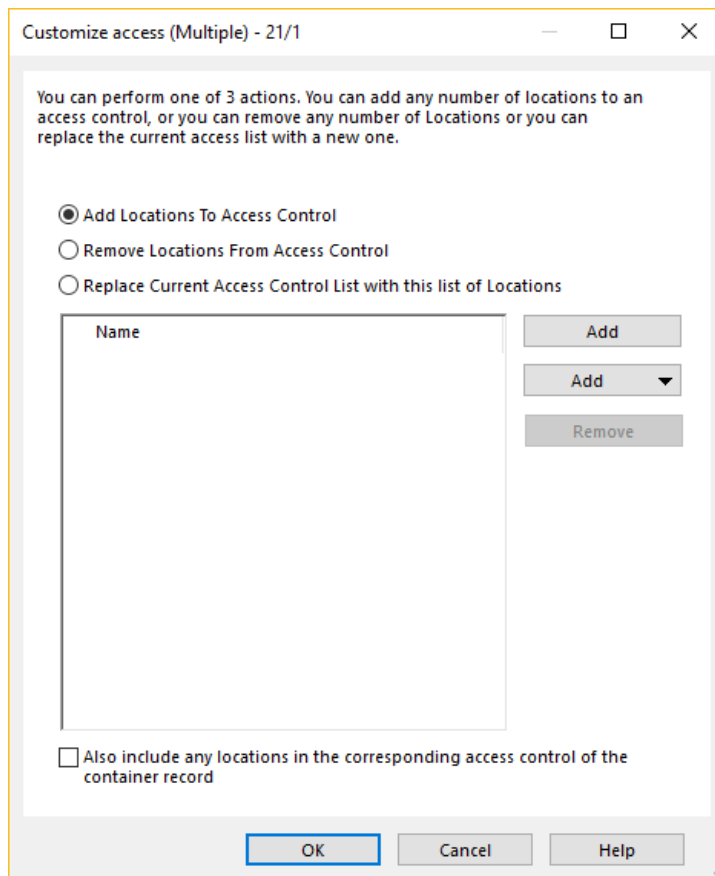 Customize access (Multiple) - 21/1
You can perform one of 3 actions. You can add any number of locations to an
access control, or you can remove any number of Locations or you can
replace the current access list with a new one.
Add Locations To Access Control
Remove Locations From Access Control
Replace Current Access Control List with this list of Locations
Name
Add
Add
Remove
Also include any locations in the corresponding access control of the
container record
OK
Cancel
Help